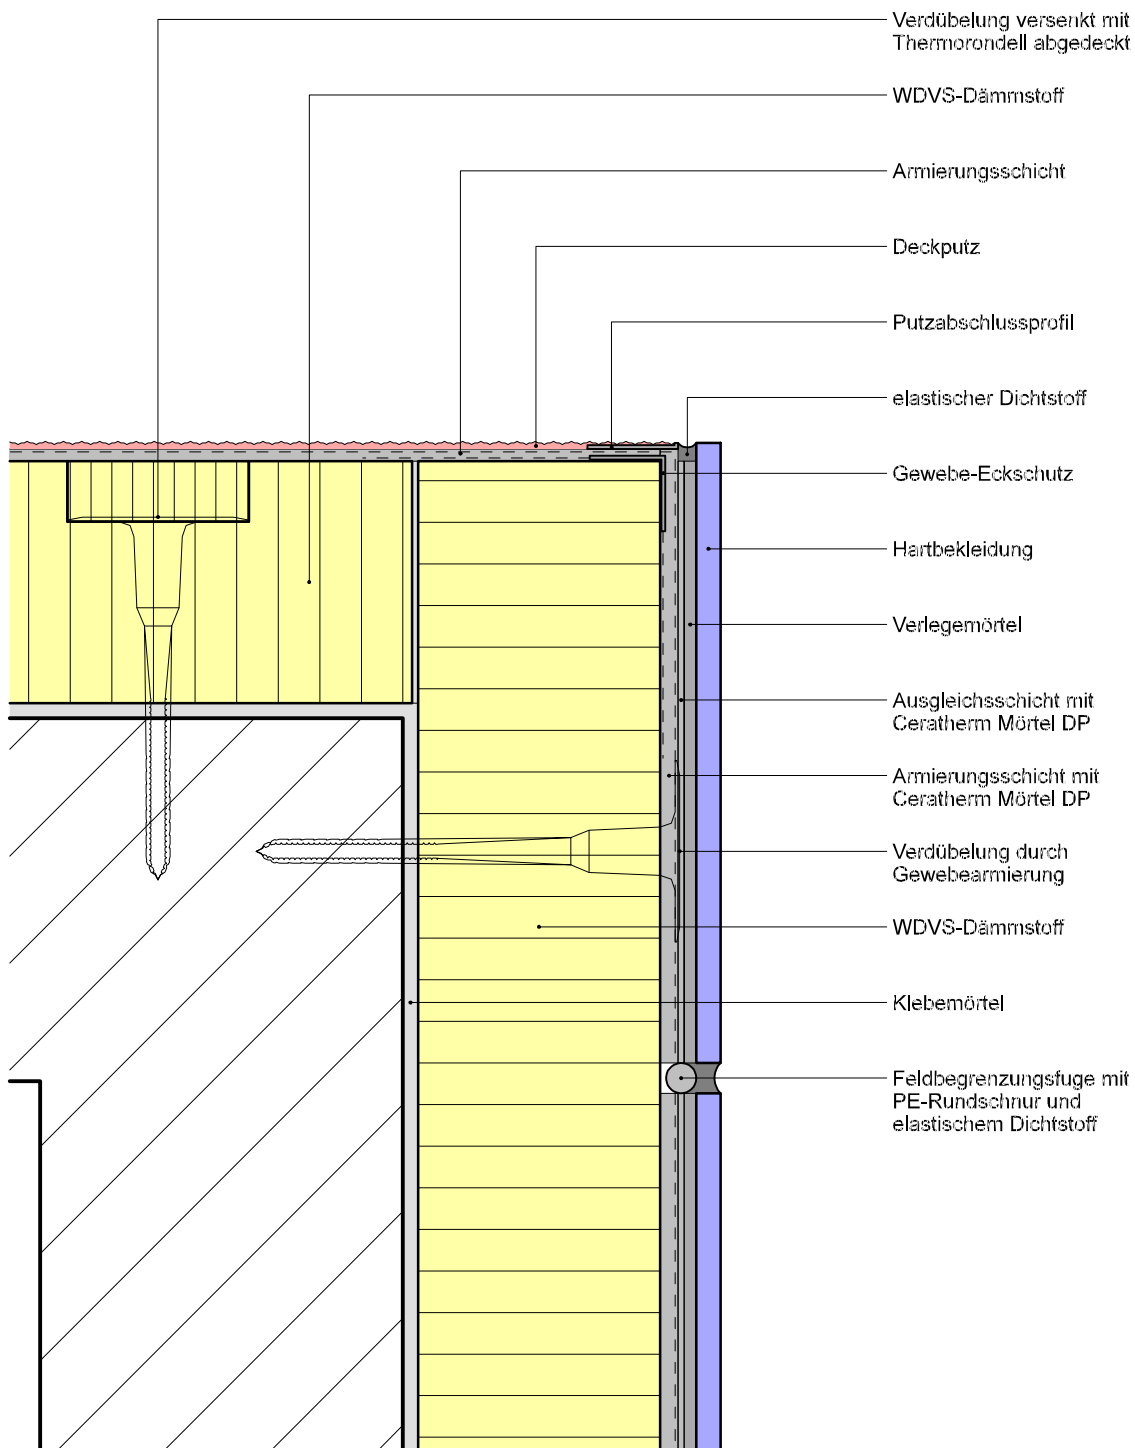 Verdübelung versenkt mit
Thermorondell abgedeckt
WDVS-Dämmstoff
Armierungsschicht
Deckputz
Putzabschlussprofil
elastischer Dichtstoff
Gewebe-Eckschutz
Hartbekleidung
Verlegemörtel
Ausgleichsschicht mit
Ceratherm Mörtel DP
Armierungsschicht mit
Ceratherm Mörtel DP
Verdübelung durch
Gewebearmierung
WDVS-Dämmstoff
Klebemörtel
Feldbegrenzungsfuge mit
PE-Rundschnur und
elastischem Dichtstoff